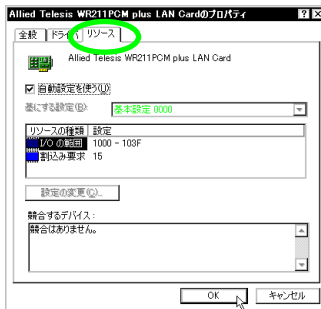 Allied Telesis WR211PCM plus LAN Cardのプロパティ
全般 ドライバ リソース
Allied Telesis WR211PCM plus LAN Card
自動設定を使う(U)
基にする設定(B): 基本設定 0000
リソースの種類 設定
I/O の範囲 1000 - 103F
割込み要求 15
設定の変更(C)...
競合するデバイス:
競合はありません。
OK キャンセル